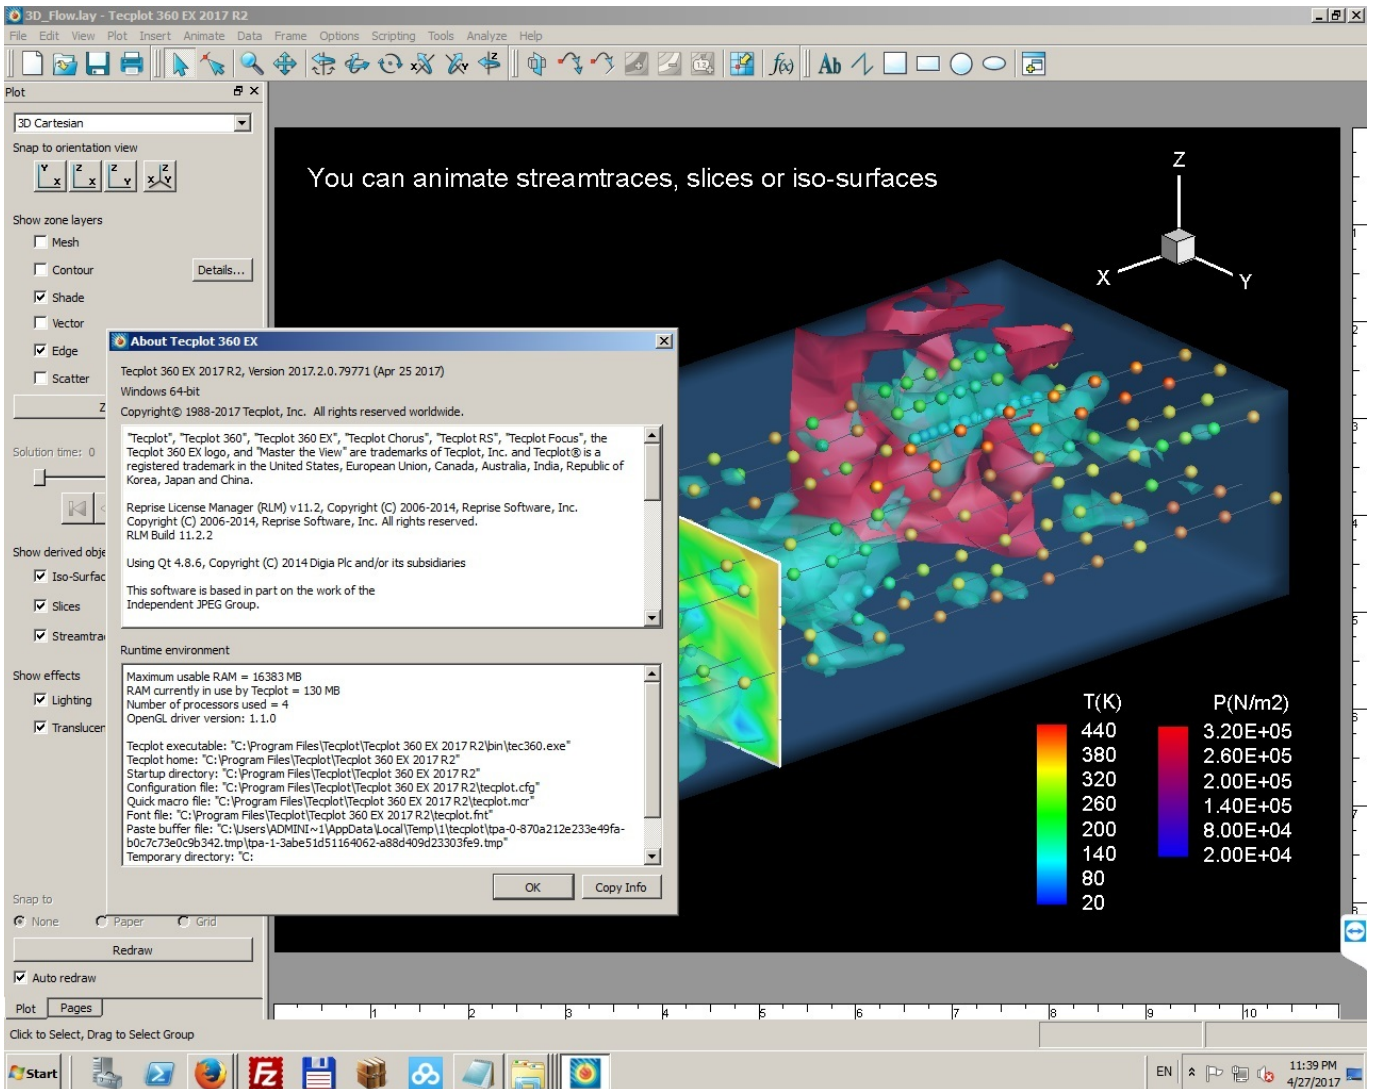 3D_Flow.lay - Tecplot 360 EX 2017 R2
File Edit View Plot Insert Animate Data Frame Options Scripting Tools Analyze Help
Plot
3D Cartesian
Snap to orientation view
Y X Z X Z Y X Z Y
Show zone layers
Mesh
Contour
Details...
Shade
Vector
Edge
Scatter
Z
Solution time: 0
Show derived obje
Iso-Surfac
Slices
Streamtra
Show effects
Lighting
Translucen
Snap to
None Paper Grid
Redraw
Auto redraw
Plot Pages
Click to Select, Drag to Select Group
About Tecplot 360 EX
Tecplot 360 EX 2017 R2, Version 2017.2.0.79771 (Apr 25 2017)
Windows 64-bit
Copyright© 1988-2017 Tecplot, Inc. All rights reserved worldwide.
"Tecplot", "Tecplot 360", "Tecplot 360 EX", "Tecplot Chorus", "Tecplot RS", "Tecplot Focus", the
Tecplot 360 EX logo, and "Master the View" are trademarks of Tecplot, Inc. and Tecplot® is a
registered trademark in the United States, European Union, Canada, Australia, India, Republic of
Korea, Japan and China.
Reprise License Manager (RLM) v11.2, Copyright (C) 2006-2014, Reprise Software, Inc.
Copyright (C) 2006-2014, Reprise Software, Inc. All rights reserved.
RLM Build 11.2.2
Using Qt 4.8.6, Copyright (C) 2014 Digia Plc and/or its subsidiaries
This software is based in part on the work of the
Independent JPEG Group.
Runtime environment
Maximum usable RAM = 16383 MB
RAM currently in use by Tecplot = 130 MB
Number of processors used = 4
OpenGL driver version: 1.1.0
Tecplot executable: "C:\Program Files\Tecplot\Tecplot 360 EX 2017 R2\bin\tec360.exe"
Tecplot home: "C:\Program Files\Tecplot\Tecplot 360 EX 2017 R2"
Startup directory: "C:\Program Files\Tecplot\Tecplot 360 EX 2017 R2"
Configuration file: "C:\Program Files\Tecplot\Tecplot 360 EX 2017 R2\tecplot.cfg"
Quick macro file: "C:\Program Files\Tecplot\Tecplot 360 EX 2017 R2\tecplot.mcr"
Font file: "C:\Program Files\Tecplot\Tecplot 360 EX 2017 R2\tecplot.fnt"
Paste buffer file: "C:\Users\ADMINI~1\AppData\Local\Temp\1\tecplot\tpa-0-870a212e233e49fa-
b0c7c73e0c9b342.tmp\tpa-1-3abe51d51164062-a88d409d23303fe9.tmp"
Temporary directory: "C:
OK Copy Info
You can animate streamtraces, slices or iso-surfaces
Z
X
Y
T(K)
440
380
320
260
200
140
80
20
P(N/m2)
3.20E+05
2.60E+05
2.00E+05
1.40E+05
8.00E+04
2.00E+04
1
2
3
4
5
6
7
8
1 2 3 4 5 6 7 8 9 10
Start
EN
11:39 PM
4/27/2017